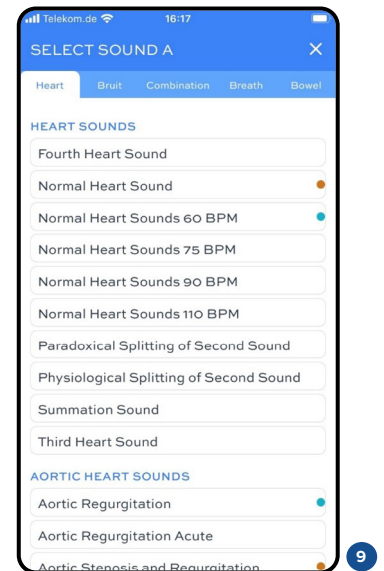 Telekom.de 16:17
SELECT SOUND A
Heart Bruit Combination Breath Bowel
HEART SOUNDS
Fourth Heart Sound
Normal Heart Sound
Normal Heart Sounds 60 BPM
Normal Heart Sounds 75 BPM
Normal Heart Sounds 90 BPM
Normal Heart Sounds 110 BPM
Paradoxical Splitting of Second Sound
Physiological Splitting of Second Sound
Summation Sound
Third Heart Sound
AORTIC HEART SOUNDS
Aortic Regurgitation
Aortic Regurgitation Acute
Aortic Stenosis and Regurgitation
9